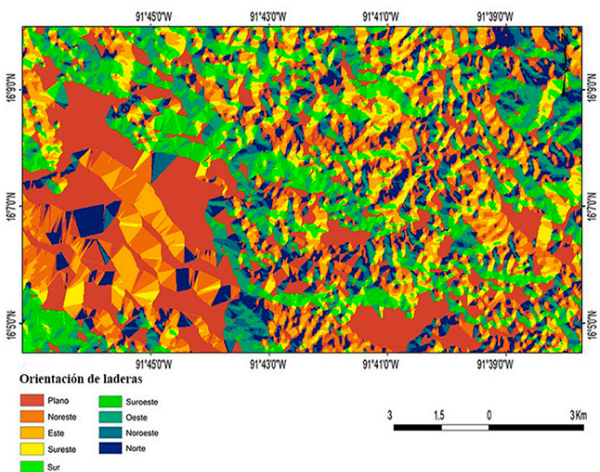 91°45'0"W 91°43'0"W 91°41'0"W 91°39'0"W
16°9'0"N 16°9'0"N
16°7'0"N 16°7'0"N
16°5'0"N 16°5'0"N
91°45'0"W 91°43'0"W 91°41'0"W 91°39'0"W
Orientación de laderas
Plano
Noreste
Este
Sureste
Sur
Suroeste
Oeste
Noroeste
Norte
3 1.5 0 3 Km